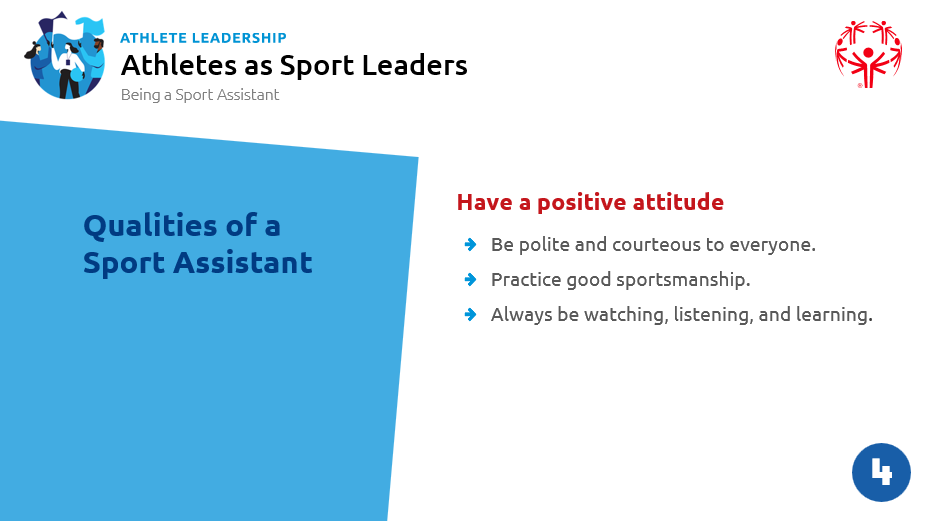 ATHLETE LEADERSHIP
Athletes as Sport Leaders
Being a Sport Assistant
®
Qualities of a
Sport Assistant
Have a positive attitude
Be polite and courteous to everyone.
Practice good sportsmanship.
Always be watching, listening, and learning.
4